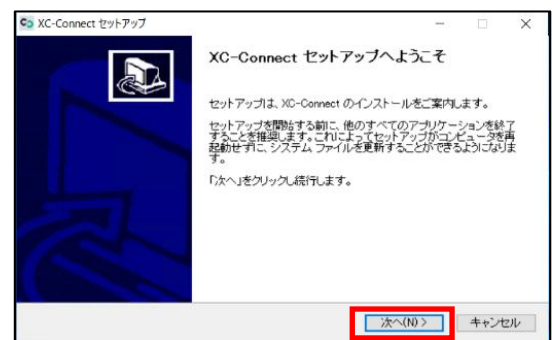 XC-Connect セットアップ
XC-Connect セットアップへようこそ
セットアップは、XC-Connect のインストールをご案内します。
セットアップを開始する前に、他のすべてのアプリケーションを終了
することを推奨します。これによってセットアップがコンピュータを再
起動せずに、システム ファイルを更新することができるようになりま
す。
「次へ」をクリックし続行します。
次へ(N) >
キャンセル